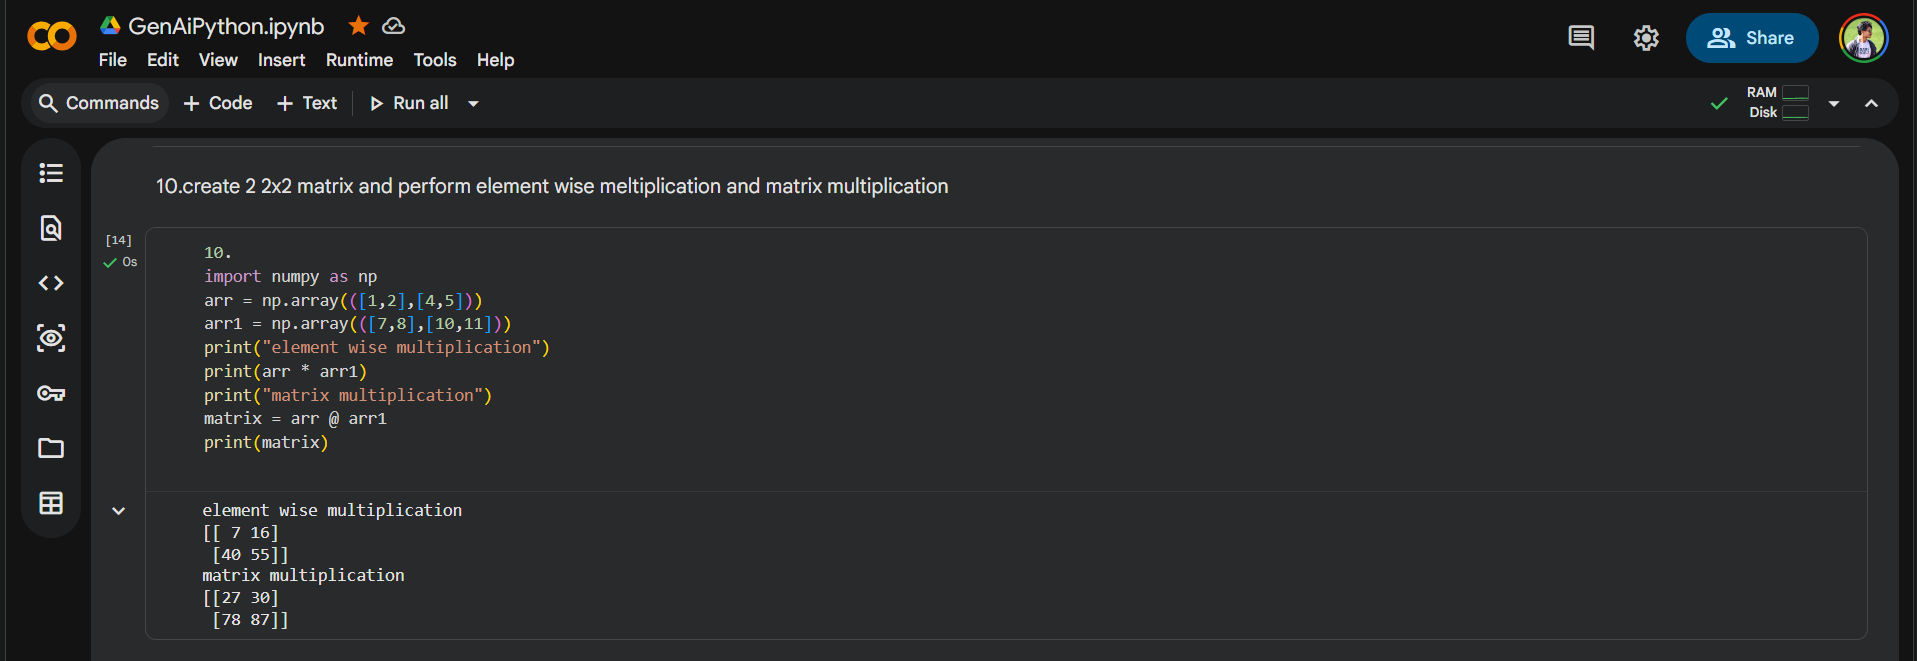 GenAiPython.ipynb
File Edit View Insert Runtime Tools Help
Share
Commands + Code + Text Run all
RAM
Disk
10.create 2 2x2 matrix and perform element wise meltiplication and matrix multiplication
[14]
0s
10.
import numpy as np
arr = np.array(([1,2],[4,5]))
arr1 = np.array(([7,8],[10,11]))
print("element wise multiplication")
print(arr * arr1)
print("matrix multiplication")
matrix = arr @ arr1
print(matrix)
element wise multiplication
[[ 7 16]
 [40 55]]
matrix multiplication
[[27 30]
 [78 87]]